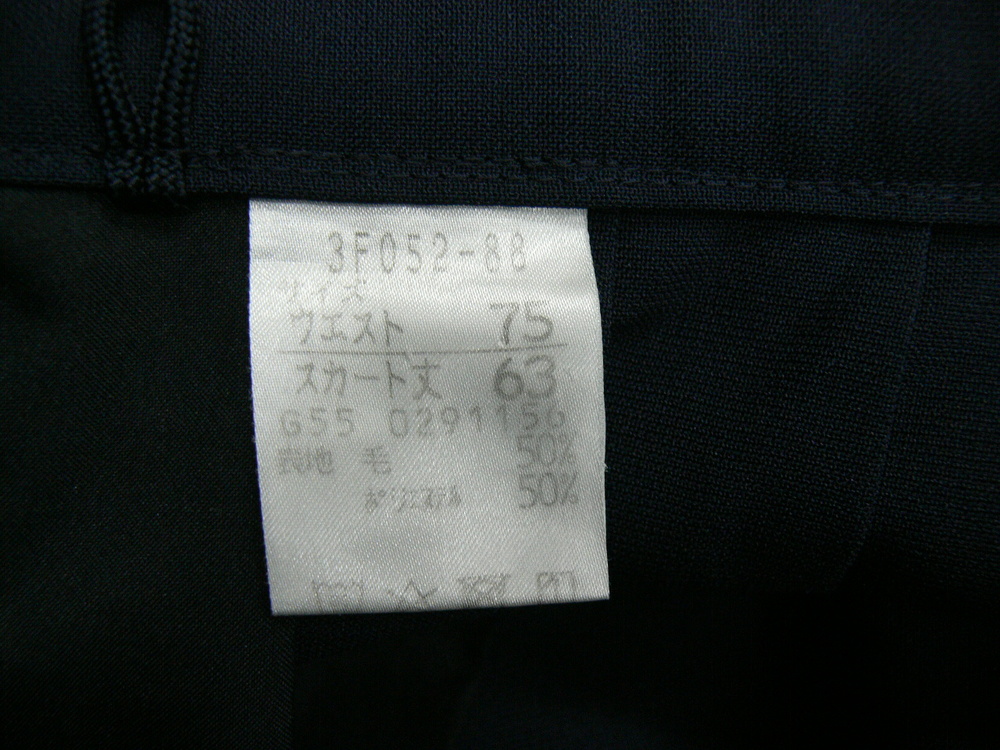 3F052-88
サイズ
ウエスト 75
スカート丈 63
G55 0291156
表地 毛 50%
ポリエステル 50%